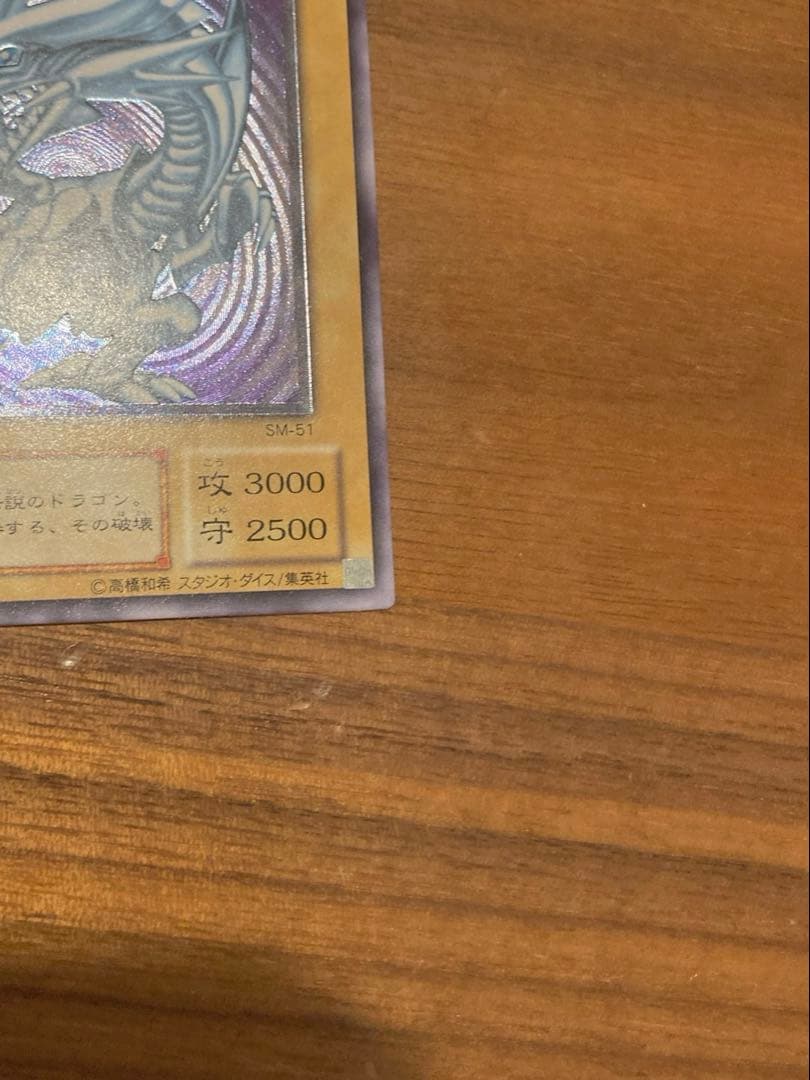 SM-51
説のドラゴン。
する、その破壊
こう
攻 3000
しゅ
守 2500
©高橋和希 スタジオ・ダイス/集英社